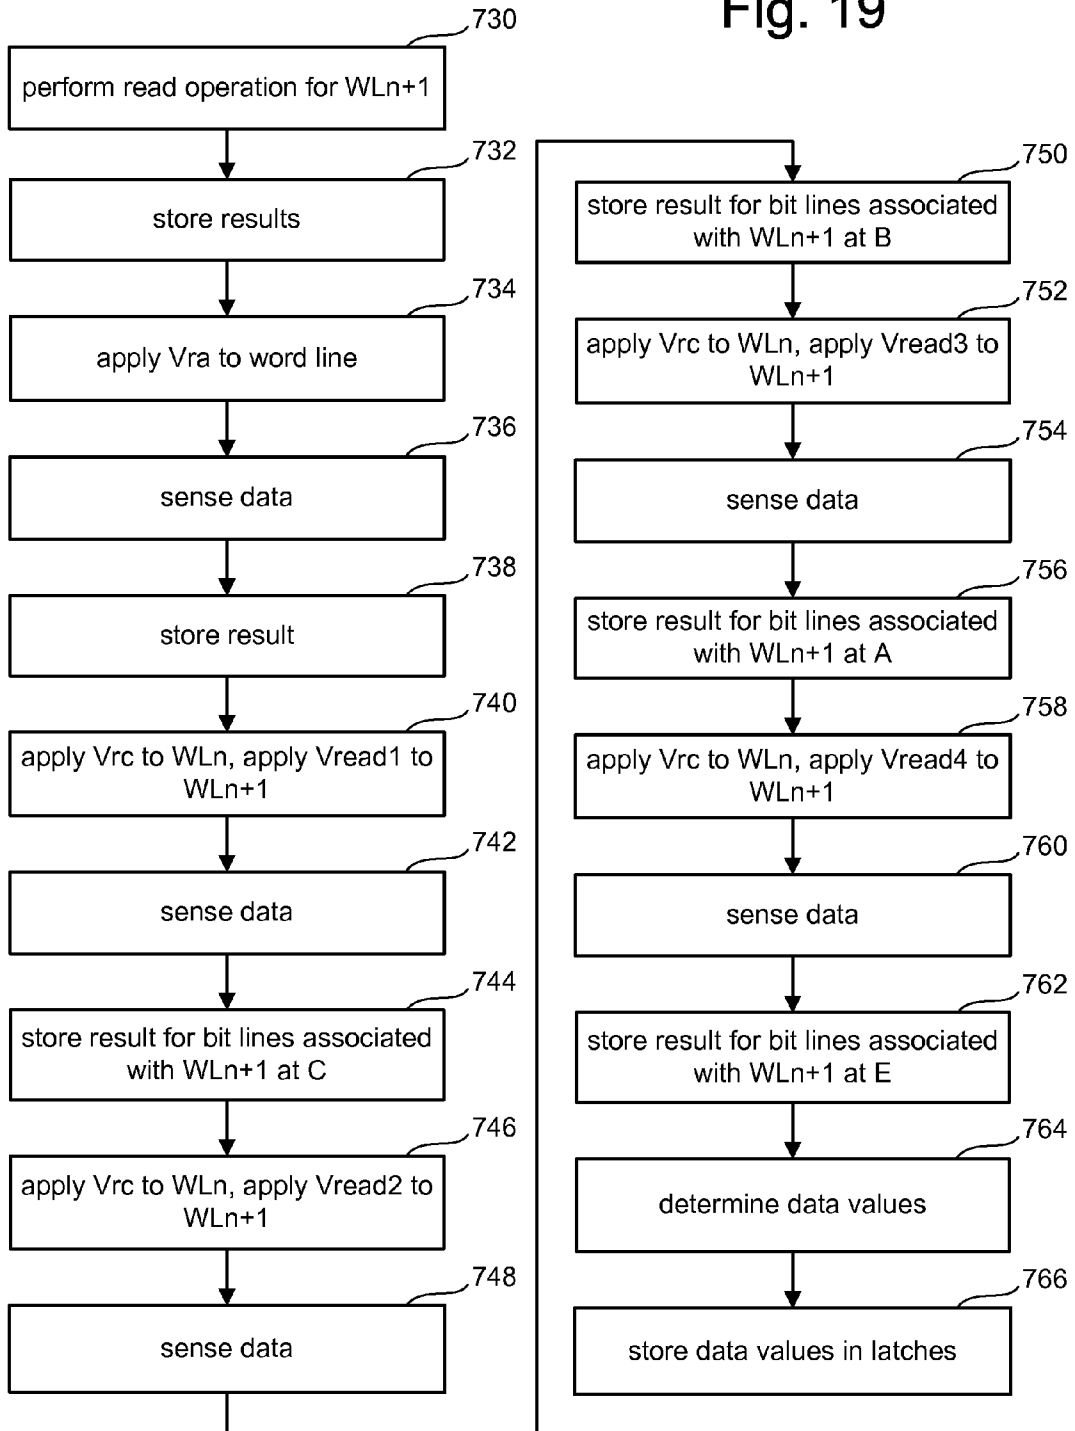 Fig. 19
730
perform read operation for WLn+1
732
store results
734
apply Vra to word line
736
sense data
738
store result
740
apply Vrc to WLn, apply Vread1 to
WLn+1
742
sense data
744
store result for bit lines associated
with WLn+1 at C
746
apply Vrc to WLn, apply Vread2 to
WLn+1
748
sense data
750
store result for bit lines associated
with WLn+1 at B
752
apply Vrc to WLn, apply Vread3 to
WLn+1
754
sense data
756
store result for bit lines associated
with WLn+1 at A
758
apply Vrc to WLn, apply Vread4 to
WLn+1
760
sense data
762
store result for bit lines associated
with WLn+1 at E
764
determine data values
766
store data values in latches